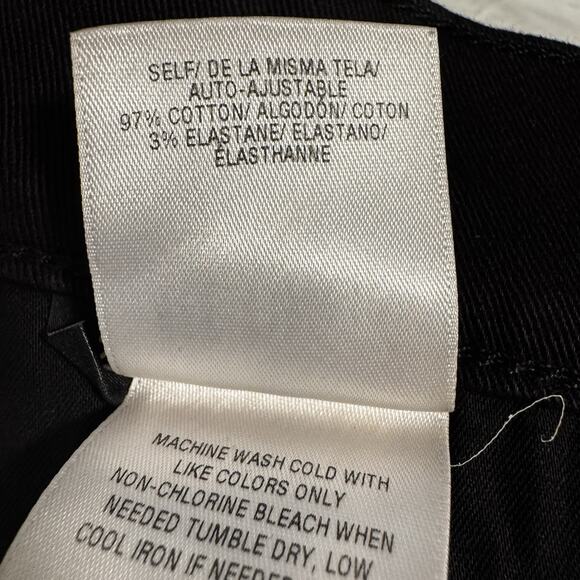 SELF/ DE LA MISMA TELA/
AUTO-AJUSTABLE
97% COTTON/ ALGODÓN/ COTON
3% ELASTANE/ ELASTANO/
ÉLASTHANNE
MACHINE WASH COLD WITH
LIKE COLORS ONLY
NON-CHLORINE BLEACH WHEN
NEEDED TUMBLE DRY, LOW
COOL IRON IF NEEDED